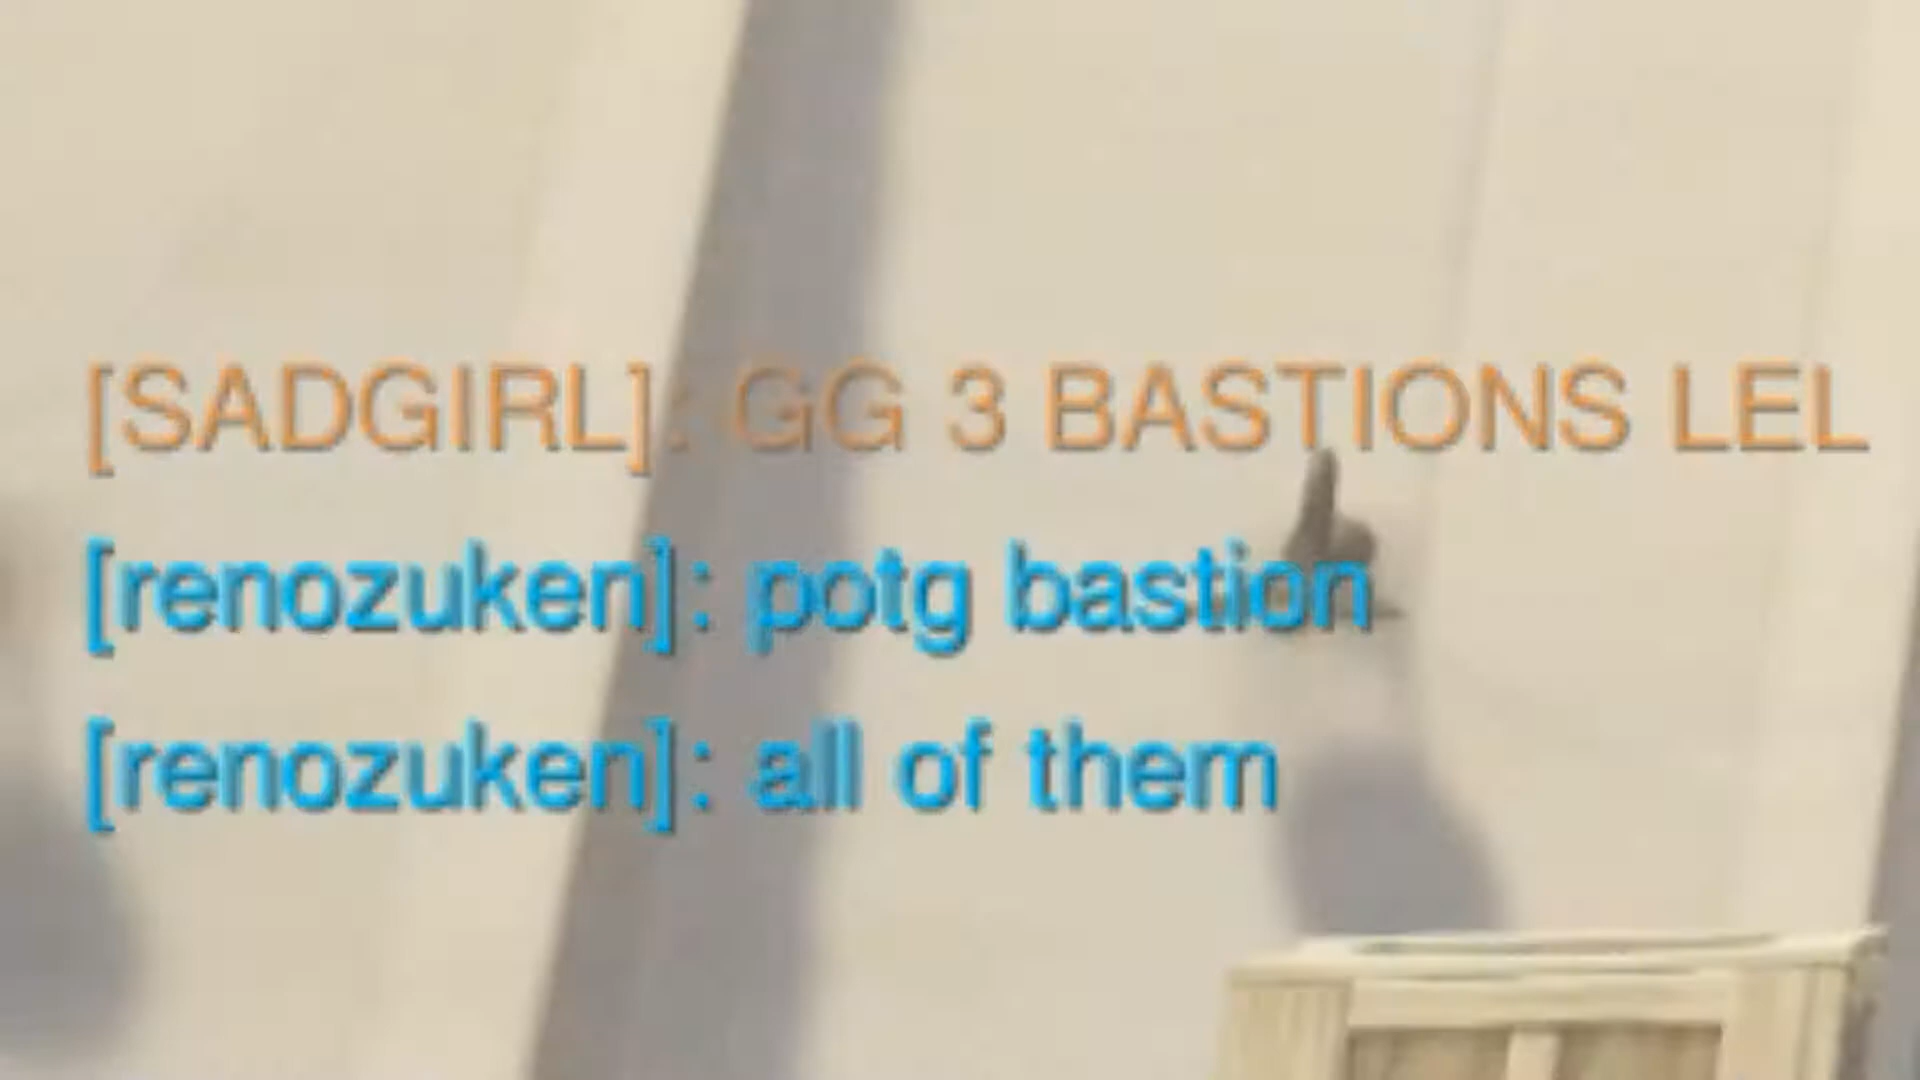 [SADGIRL]: GG 3 BASTIONS LEL
[renozuken]: potg bastion
[renozuken]: all of them